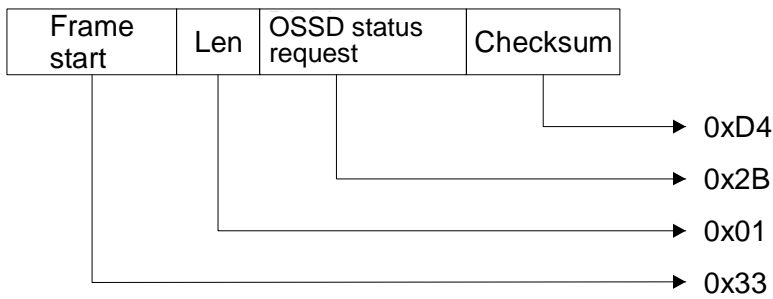 Frame
start
Len
OSSD status
request
Checksum
0xD4
0x2B
0x01
0x33